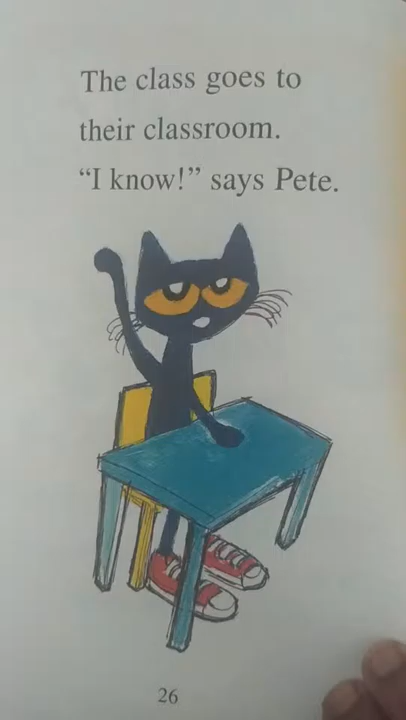 The class goes to
their classroom.
“I know!” says Pete.
26